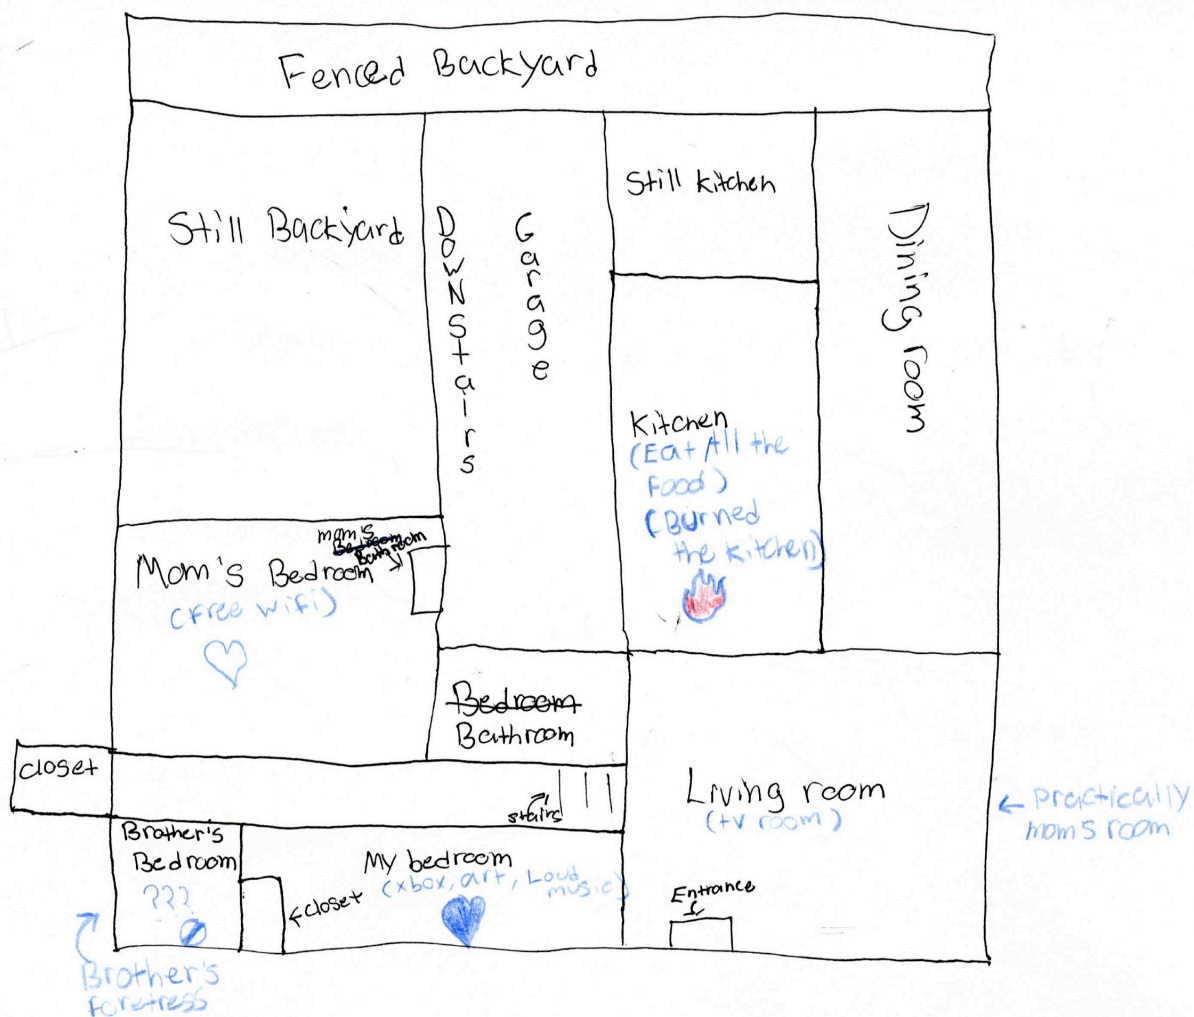 Fenced Backyard
Still Backyard
DOWNStairs
Garage
Still kitchen
Dining room
Kitchen
(Eat All the
Food)
(Burned
the kitchen)
mom's
Bedroom
Bathroom
Mom's Bedroom
(Free wifi)
Bedroom
Bathroom
closet
stairs
Living room
(tv room)
← Practically
mom's room
Brother's
Bedroom
???
← closet
My bedroom
(xbox, art, Loud
music)
Entrance
Brother's
Foretress